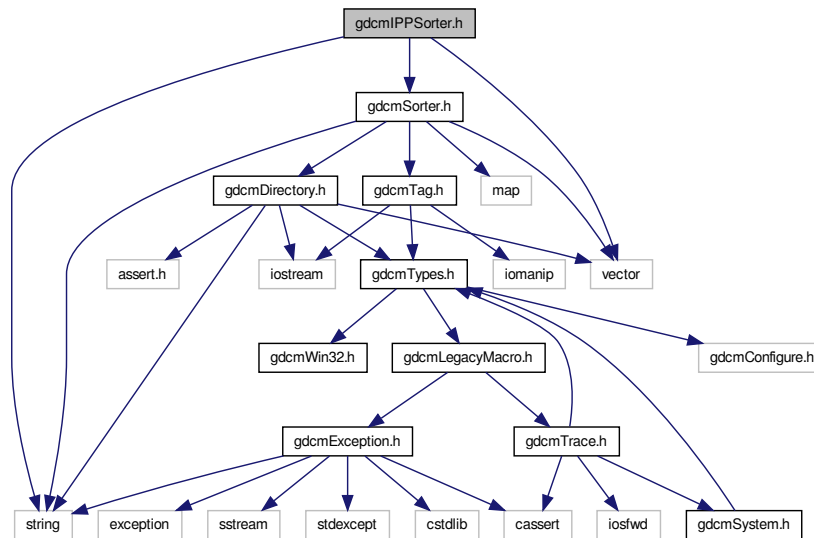 gdcmIPPSorter.h
gdcmSorter.h
gdcmDirectory.h
gdcmTag.h
map
assert.h
iostream
gdcmTypes.h
iomanip
vector
gdcmWin32.h
gdcmLegacyMacro.h
gdcmConfigure.h
gdcmException.h
gdcmTrace.h
string
exception
sstream
stdexcept
cstdlib
cassert
iosfwd
gdcmSystem.h